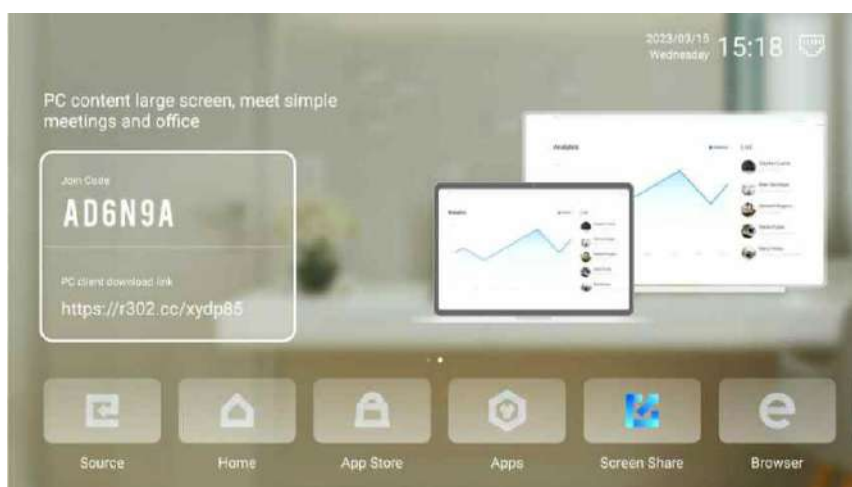 2023/03/15
Wednesday
15:18
PC content large screen, meet simple
meetings and office
Join Code
AD6N9A
PC client download link
https://r302.cc/xydp85
Analytics
Analytics
Source
Home
App Store
Apps
Screen Share
Browser